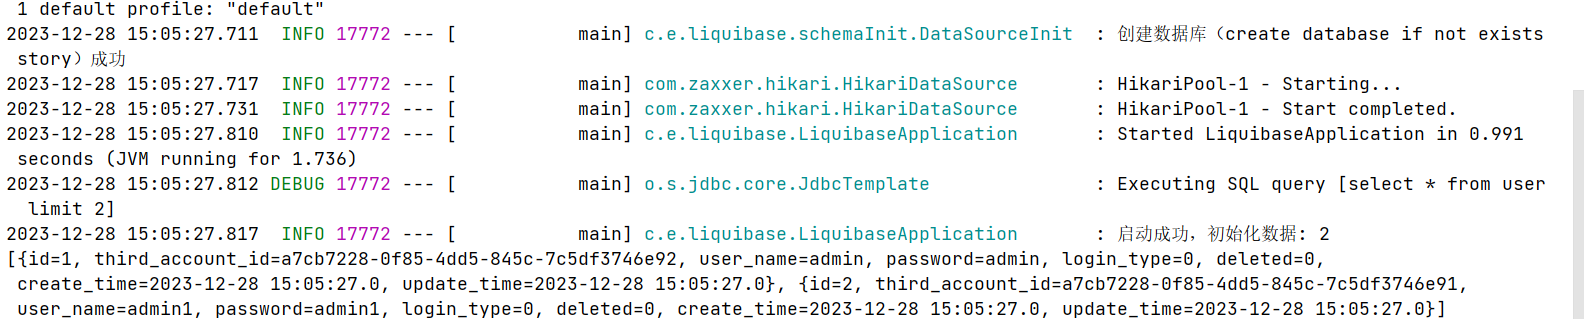 1 default profile: "default"
2023-12-28 15:05:27.711  INFO 17772 --- [           main] c.e.liquibase.schemaInit.DataSourceInit  : 创建数据库（create database if not exists
story）成功
2023-12-28 15:05:27.717  INFO 17772 --- [           main] com.zaxxer.hikari.HikariDataSource       : HikariPool-1 - Starting...
2023-12-28 15:05:27.731  INFO 17772 --- [           main] com.zaxxer.hikari.HikariDataSource       : HikariPool-1 - Start completed.
2023-12-28 15:05:27.810  INFO 17772 --- [           main] c.e.liquibase.LiquibaseApplication       : Started LiquibaseApplication in 0.991
seconds (JVM running for 1.736)
2023-12-28 15:05:27.812 DEBUG 17772 --- [           main] o.s.jdbc.core.JdbcTemplate               : Executing SQL query [select * from user
limit 2]
2023-12-28 15:05:27.817  INFO 17772 --- [           main] c.e.liquibase.LiquibaseApplication       : 启动成功，初始化数据: 2
[{id=1, third_account_id=a7cb7228-0f85-4dd5-845c-7c5df3746e92, user_name=admin, password=admin, login_type=0, deleted=0,
create_time=2023-12-28 15:05:27.0, update_time=2023-12-28 15:05:27.0}, {id=2, third_account_id=a7cb7228-0f85-4dd5-845c-7c5df3746e91,
user_name=admin1, password=admin1, login_type=0, deleted=0, create_time=2023-12-28 15:05:27.0, update_time=2023-12-28 15:05:27.0}]